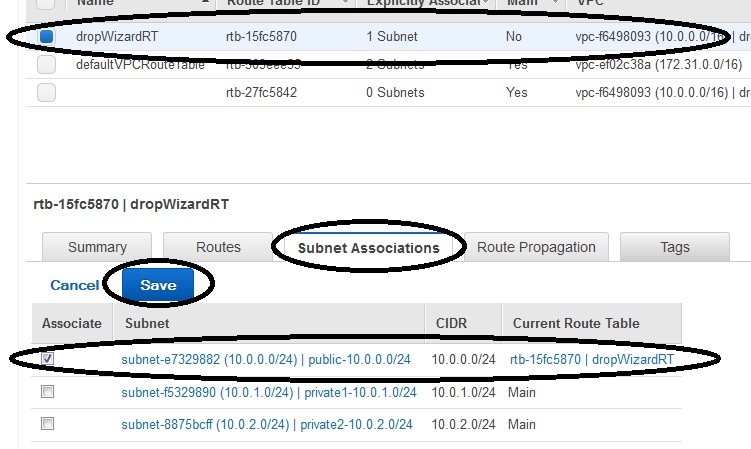 Name Route Table ID Explicitly Associat Main VPC
dropWizardRT rtb-15fc5870 1 Subnet No vpc-f6498093 (10.0.0.0/16) | dr
defaultVPCRouteTable 2 Subnets Yes vpc-ef02c38a (172.31.0.0/16)
rtb-27fc5842 0 Subnets Yes vpc-f6498093 (10.0.0.0/16) | dro
rtb-15fc5870 | dropWizardRT
Summary Routes Subnet Associations Route Propagation Tags
Cancel Save
Associate Subnet CIDR Current Route Table
subnet-e7329882 (10.0.0.0/24) | public-10.0.0.0/24 10.0.0.0/24 rtb-15fc5870 | dropWizardRT
subnet-f5329890 (10.0.1.0/24) | private1-10.0.1.0/24 10.0.1.0/24 Main
subnet-8875bcff (10.0.2.0/24) | private2-10.0.2.0/24 10.0.2.0/24 Main